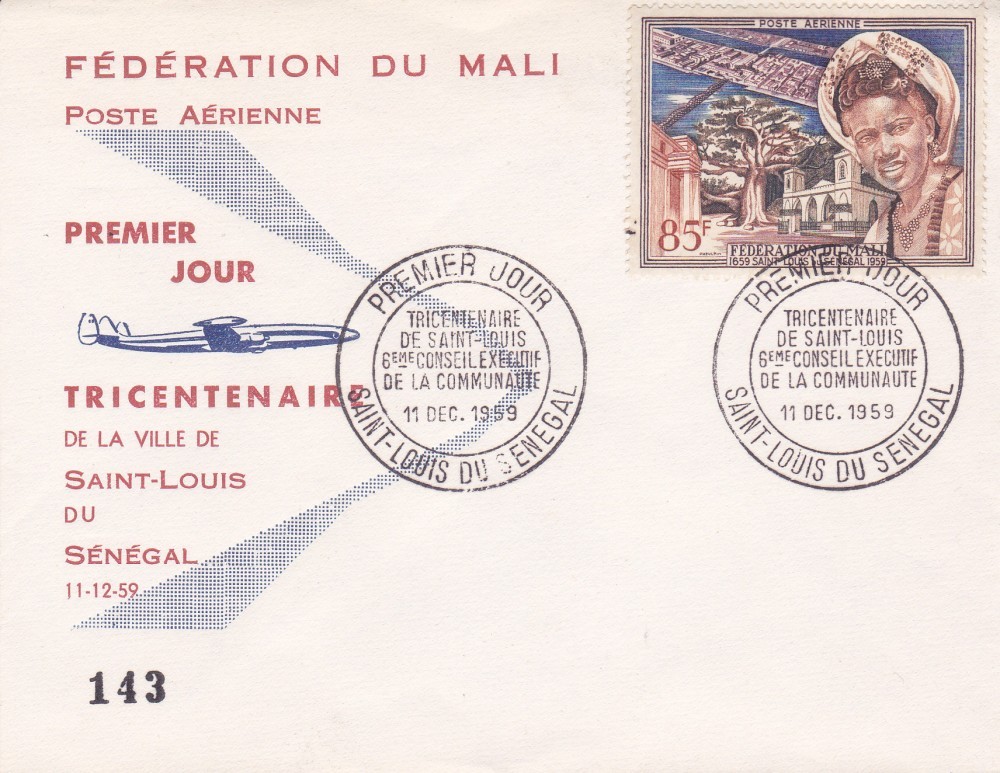 FÉDÉRATION DU MALI
POSTE AÉRIENNE
PREMIER
JOUR
TRICENTENAIRE
DE LA VILLE DE
SAINT-LOUIS
DU
SÉNÉGAL
11-12-59
143
POSTE AÉRIENNE
85F
FÉDÉRATION DU MALI
1659 SAINT-LOUIS DU SÉNÉGAL 1959
PREMIER JOUR
TRICENTENAIRE
DE SAINT-LOUIS
6EME CONSEIL EXECUTIF
DE LA COMMUNAUTE
11 DEC. 1959
SAINT-LOUIS DU SENEGAL
PREMIER JOUR
TRICENTENAIRE
DE SAINT-LOUIS
6EME CONSEIL EXECUTIF
DE LA COMMUNAUTE
11 DEC. 1959
SAINT-LOUIS DU SENEGAL